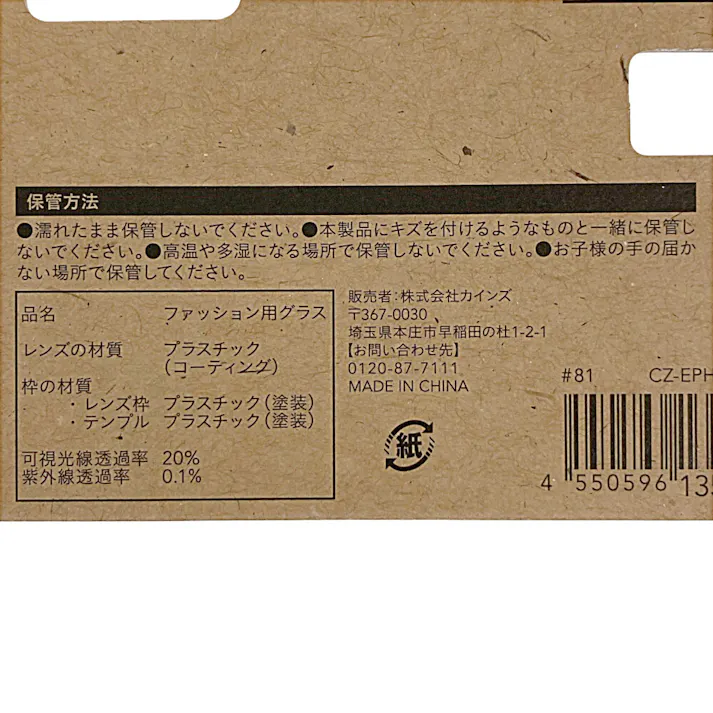 保管方法
●濡れたまま保管しないでください。●本製品にキズを付けるようなものと一緒に保管し
ないでください。●高温や多湿になる場所で保管しないでください。●お子様の手の届か
ない場所で保管してください。
品名 ファッション用グラス
レンズの材質 プラスチック
(コーティング)
枠の材質
・レンズ枠 プラスチック(塗装)
・テンプル プラスチック(塗装)
可視光線透過率 20%
紫外線透過率 0.1%
販売者:株式会社カインズ
〒367-0030
埼玉県本庄市早稲田の杜1-2-1
【お問い合わせ先】
0120-87-7111
MADE IN CHINA
紙
#81 CZ-EPH
4 550596 13